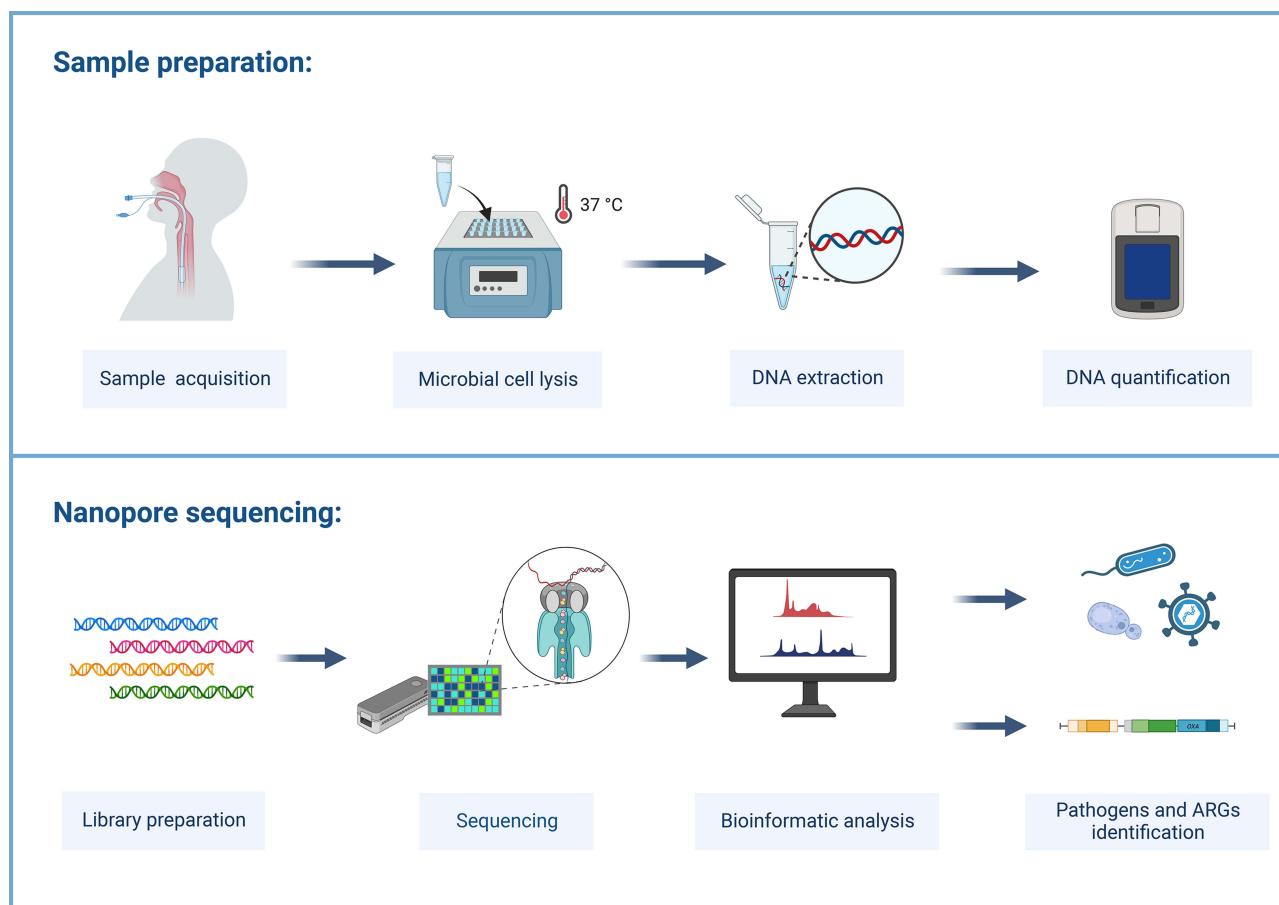 Sample preparation:
37 °C
Sample acquisition
Microbial cell lysis
DNA extraction
DNA quantification
Nanopore sequencing:
OXA
Library preparation
Sequencing
Bioinformatic analysis
Pathogens and ARGs
identification